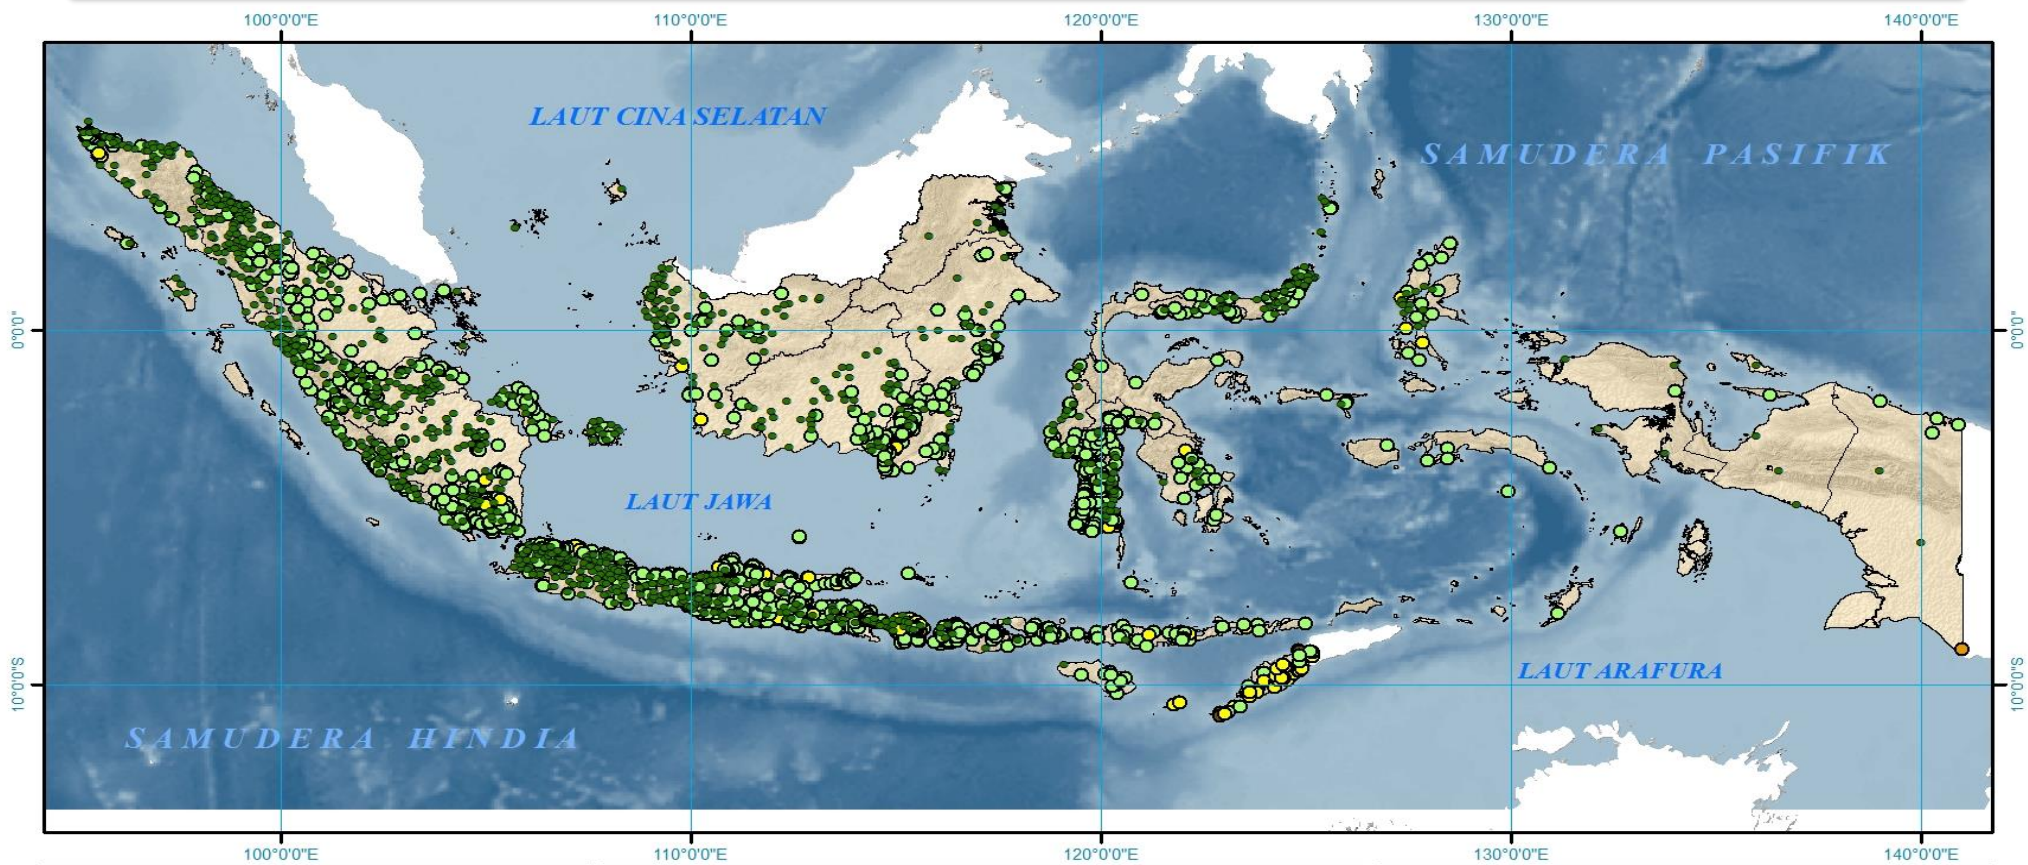 100°0'0"E 110°0'0"E 120°0'0"E 130°0'0"E 140°0'0"E
LAUT CINA SELATAN
SAMUDERA PASIFIK
0°0'0" 0°0'0"
LAUT JAWA
LAUT ARAFURA
10°0'0"S 10°0'0"S
SAMUDERA HINDIA
100°0'0"E 110°0'0"E 120°0'0"E 130°0'0"E 140°0'0"E